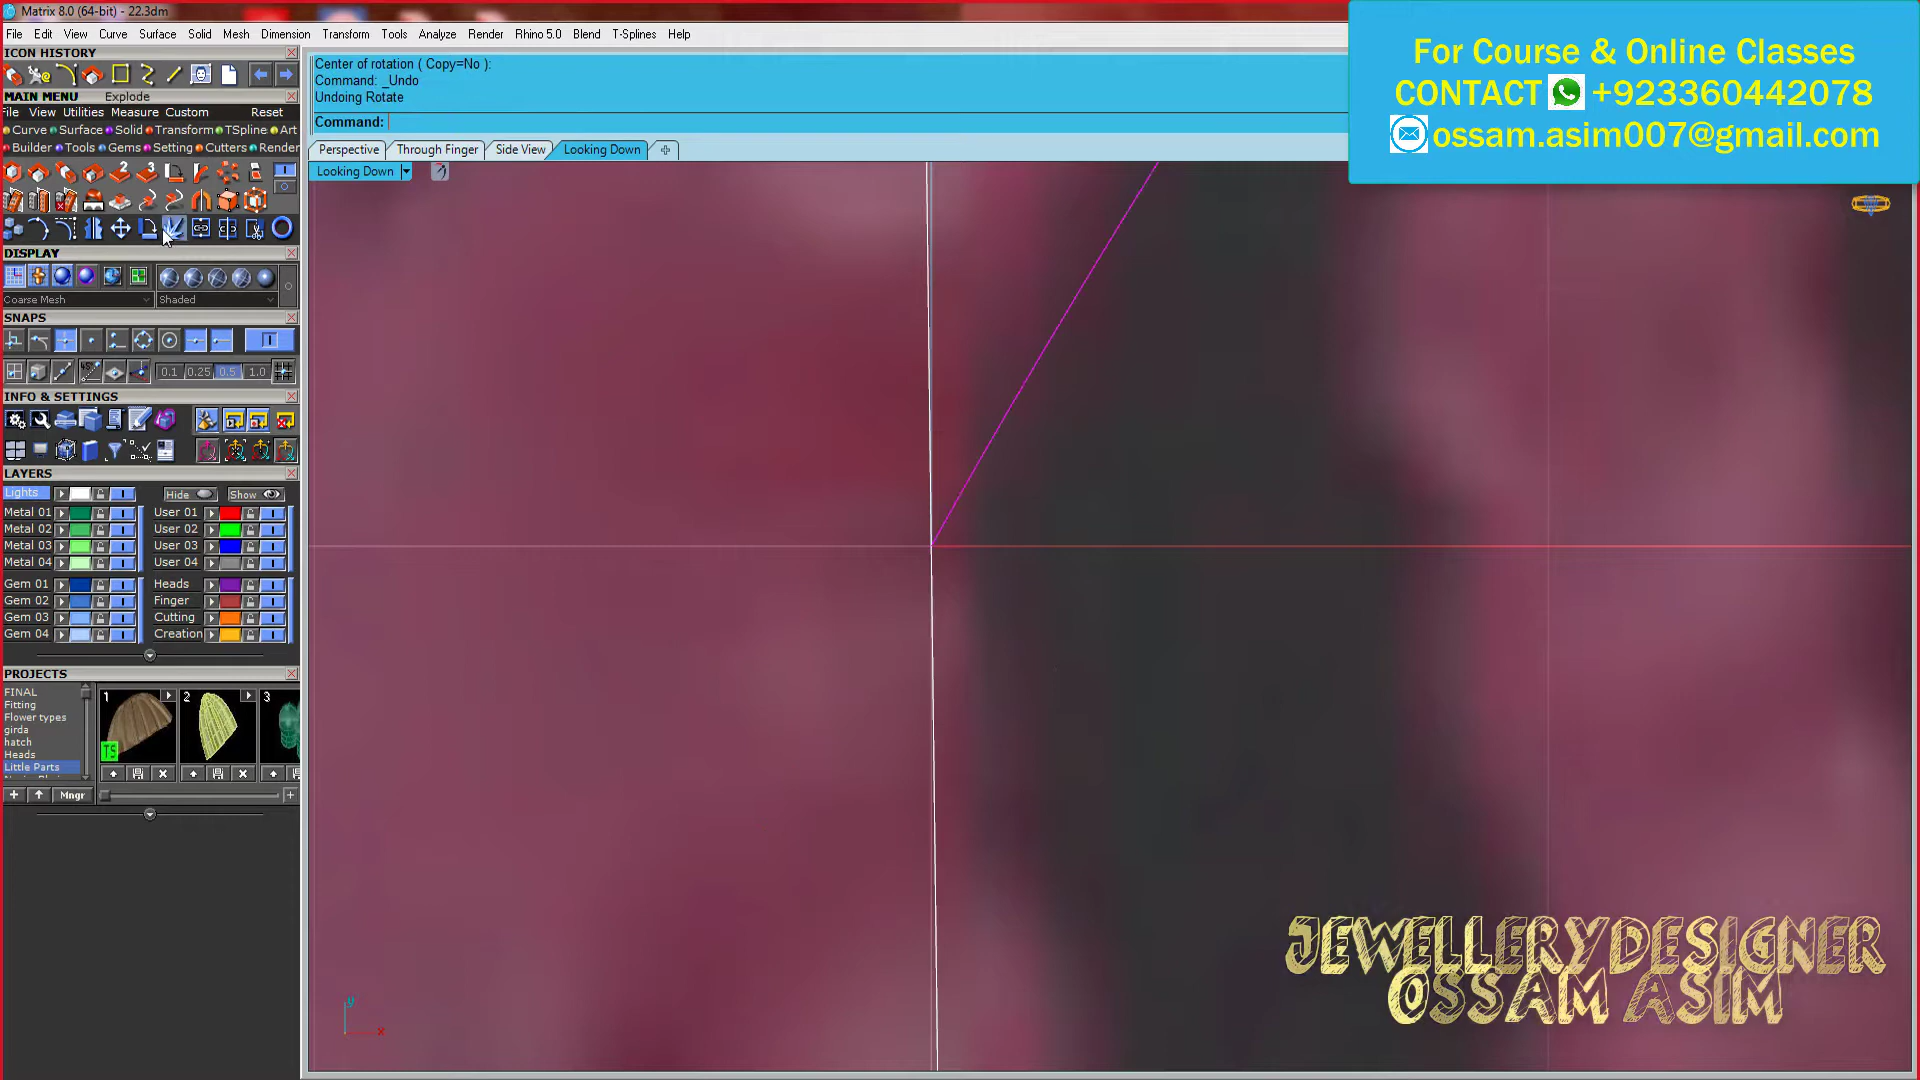 Matrix 8.0 (64-bit) - 22.3dm
File Edit View Curve Surface Solid Mesh Dimension Transform Tools Analyze Render Rhino 5.0 Blend T-Splines Help
ICON HISTORY
MAIN MENU Explode
File View Utilities Measure Custom Reset
Curve Surface Solid Transform TSpline Art
Builder Tools Gems Setting Cutters Render
DISPLAY
Coarse Mesh Shaded
SNAPS
0.1 0.25 0.5 1.0
INFO & SETTINGS
LAYERS
Lights Hide Show
Metal 01 User 01
Metal 02 User 02
Metal 03 User 03
Metal 04 User 04
Gem 01 Heads
Gem 02 Finger
Gem 03 Cutting
Gem 04 Creation
PROJECTS
FINAL
Fitting
Flower types
girda
hatch
Heads
Little Parts
1 2 3
TS
Mngr
Center of rotation ( Copy=No ):
Command: _Undo
Undoing Rotate
Command:
Perspective Through Finger Side View Looking Down
Looking Down
y
x
For Course & Online Classes
CONTACT +923360442078
ossam.asim007@gmail.com
JEWELLERYDESIGNER
OSSAM ASIM